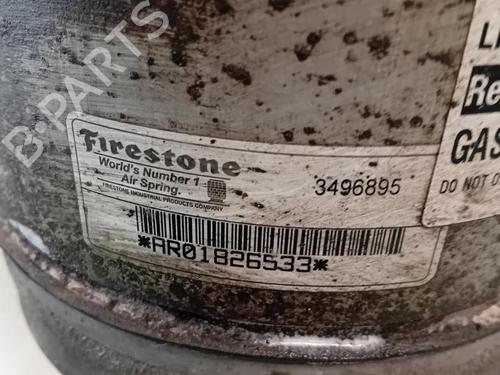 B-PARTS
Firestone
World's Number 1
Air Spring.
FIRESTONE INDUSTRIAL PRODUCTS COMPANY
3496895
*AR01826533*
Re
GAS
DO NOT O